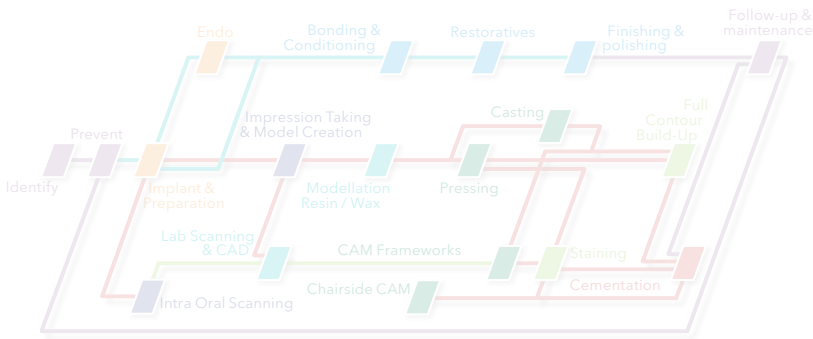 Follow-up &
maintenance
Endo
Bonding &
Conditioning
Restoratives
Finishing &
polishing
Prevent
Identify
Implant &
Preparation
Impression Taking
& Model Creation
Modellation
Resin / Wax
Casting
Pressing
Full
Contour
Build-Up
Lab Scanning
& CAD
CAM Frameworks
Staining
Cementation
Chairside CAM
Intra Oral Scanning